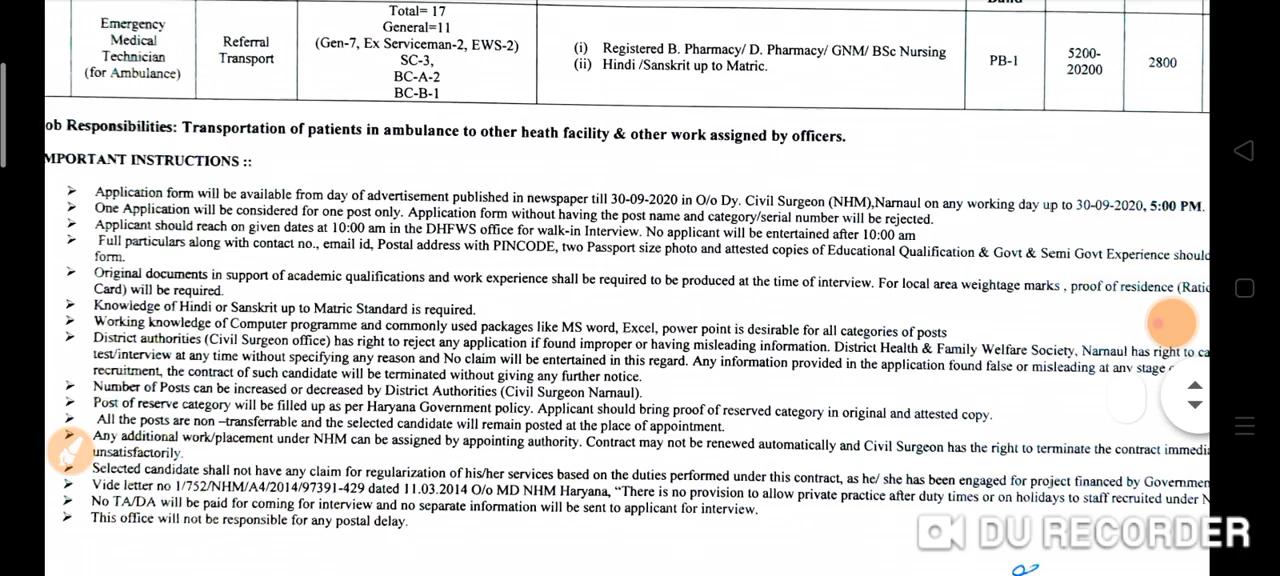 Total= 17
General=11
(Gen-7, Ex Serviceman-2, EWS-2)
SC-3,
BC-A-2
BC-B-1
Emergency
Medical
Technician
(for Ambulance)
Referral
Transport
(i) Registered B. Pharmacy/ D. Pharmacy/ GNM/ BSc Nursing
(ii) Hindi /Sanskrit up to Matric.
PB-1
5200-
20200
2800
ob Responsibilities: Transportation of patients in ambulance to other heath facility & other work assigned by officers.
MPORTANT INSTRUCTIONS ::
➤ Application form will be available from day of advertisement published in newspaper till 30-09-2020 in O/o Dy. Civil Surgeon (NHM),Narnaul on any working day up to 30-09-2020, 5:00 PM.
➤ One Application will be considered for one post only. Application form without having the post name and category/serial number will be rejected.
➤ Applicant should reach on given dates at 10:00 am in the DHFWS office for walk-in Interview. No applicant will be entertained after 10:00 am
➤ Full particulars along with contact no., email id, Postal address with PINCODE, two Passport size photo and attested copies of Educational Qualification & Govt & Semi Govt Experience shoul
form.
➤ Original documents in support of academic qualifications and work experience shall be required to be produced at the time of interview. For local area weightage marks , proof of residence (Ratio
Card) will be required.
➤ Knowledge of Hindi or Sanskrit up to Matric Standard is required.
➤ Working knowledge of Computer programme and commonly used packages like MS word, Excel, power point is desirable for all categories of posts
➤ District authorities (Civil Surgeon office) has right to reject any application if found improper or having misleading information. District Health & Family Welfare Society, Narnaul has right to ca
test/interview at any time without specifying any reason and No claim will be entertained in this regard. Any information provided in the application found false or misleading at any stage
recruitment, the contract of such candidate will be terminated without giving any further notice.
➤ Number of Posts can be increased or decreased by District Authorities (Civil Surgeon Narnaul).
➤ Post of reserve category will be filled up as per Haryana Government policy. Applicant should bring proof of reserved category in original and attested copy.
➤ All the posts are non –transferrable and the selected candidate will remain posted at the place of appointment.
➤ Any additional work/placement under NHM can be assigned by appointing authority. Contract may not be renewed automatically and Civil Surgeon has the right to terminate the contract immedi
unsatisfactorily.
➤ Selected candidate shall not have any claim for regularization of his/her services based on the duties performed under this contract, as he/ she has been engaged for project financed by Governmen
➤ Vide letter no 1/752/NHM/A4/2014/97391-429 dated 11.03.2014 O/o MD NHM Haryana, "There is no provision to allow private practice after duty times or on holidays to staff recruited under N
➤ No TA/DA will be paid for coming for interview and no separate information will be sent to applicant for interview.
➤ This office will not be responsible for any postal delay.
DU RECORDER